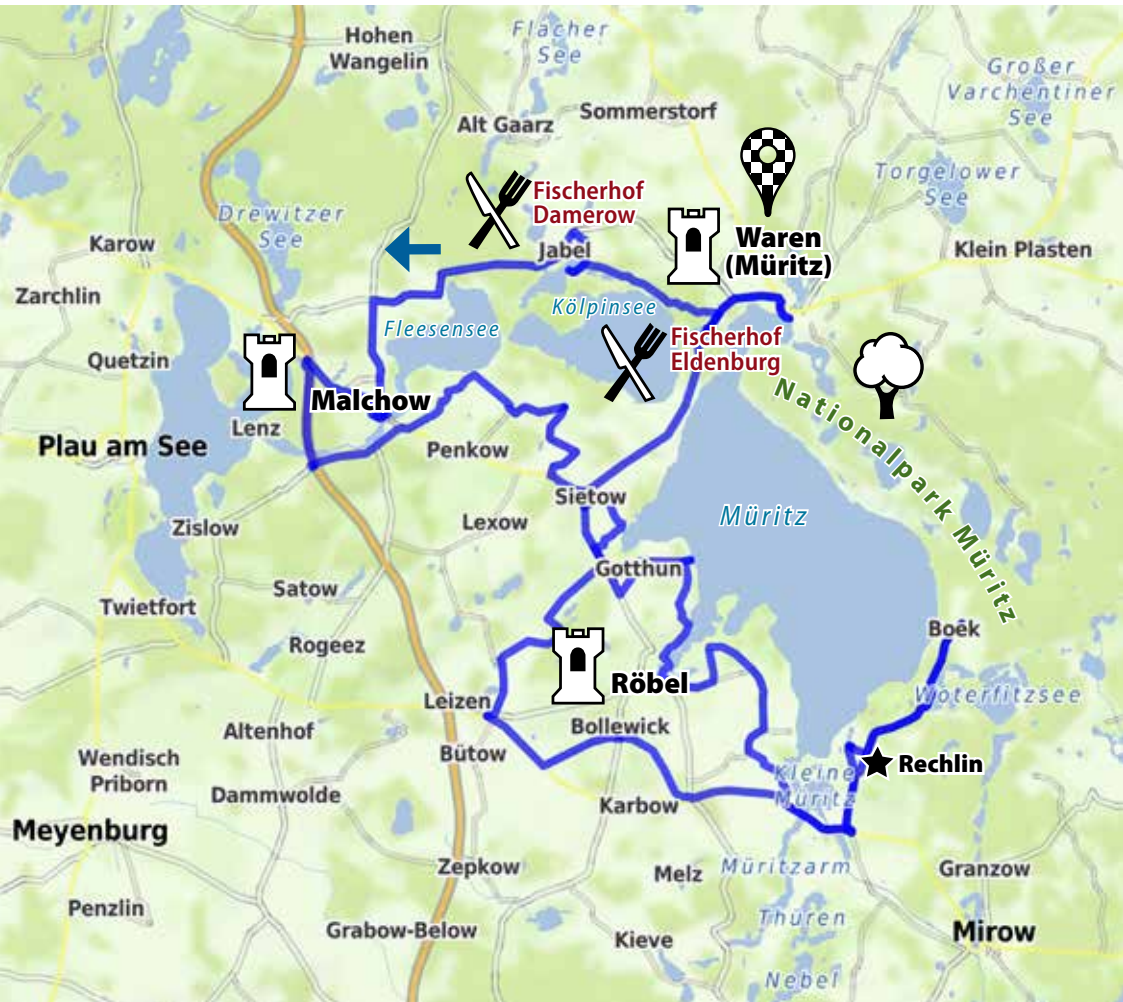 Hohen
Wangelin
Flacher
See
Großer
Varchentiner
See
Alt Gaarz
Sommerstorf
Torgelower
See
Fischerhof
Damerow
Drewitzer
See
Karow
Jabel
Waren
(Müritz)
Klein Plasten
Zarchlin
Kölpinsee
Fleesensee
Fischerhof
Eldenburg
Quetzin
Malchow
Nationalpark Müritz
Lenz
Plau am See
Penkow
Sietow
Müritz
Zislow
Lexow
Gotthun
Satow
Twietfort
Boek
Rogeez
Röbel
Woterfitzsee
Leizen
Altenhof
Bollewick
Bütow
Wendisch
Priborn
Rechlin
Kleine
Müritz
Dammwolde
Karbow
Meyenburg
Zepkow
Melz
Müritzarm
Granzow
Penzlin
Thüren
Grabow-Below
Kieve
Mirow
Nebel